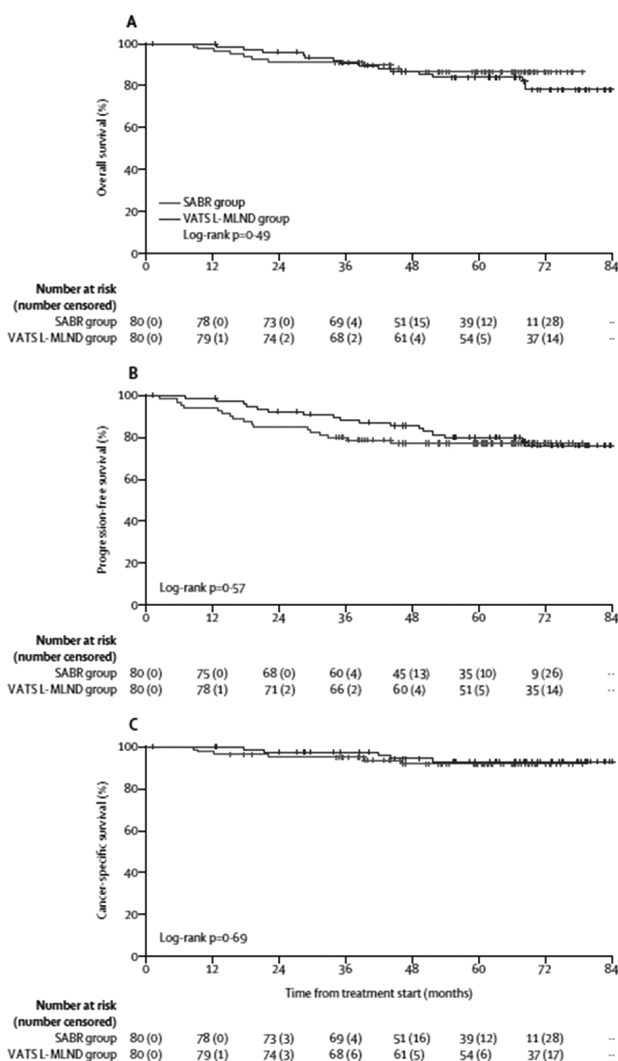 A
Overall survival (%)
100
80
60
40
20
0
SABR group
VATS L-MLND group
Log-rank p=0·49
0 12 24 36 48 60 72 84
Number at risk
(number censored)
SABR group 80 (0) 78 (0) 73 (0) 69 (4) 51 (15) 39 (12) 11 (28) ··
VATS L-MLND group 80 (0) 79 (1) 74 (2) 68 (2) 61 (4) 54 (5) 37 (14) ··
B
Progression-free survival (%)
100
80
60
40
20
0
Log-rank p=0·57
0 12 24 36 48 60 72 84
Number at risk
(number censored)
SABR group 80 (0) 75 (0) 68 (0) 60 (4) 45 (13) 35 (10) 9 (26) ··
VATS L-MLND group 80 (0) 78 (1) 71 (2) 66 (2) 60 (4) 51 (5) 35 (14) ··
C
Cancer-specific survival (%)
100
80
60
40
20
0
Log-rank p=0·69
0 12 24 36 48 60 72 84
Time from treatment start (months)
Number at risk
(number censored)
SABR group 80 (0) 78 (0) 73 (3) 69 (4) 51 (16) 39 (12) 11 (28) ··
VATS L-MLND group 80 (0) 79 (1) 74 (3) 68 (6) 61 (5) 54 (6) 37 (17) ··